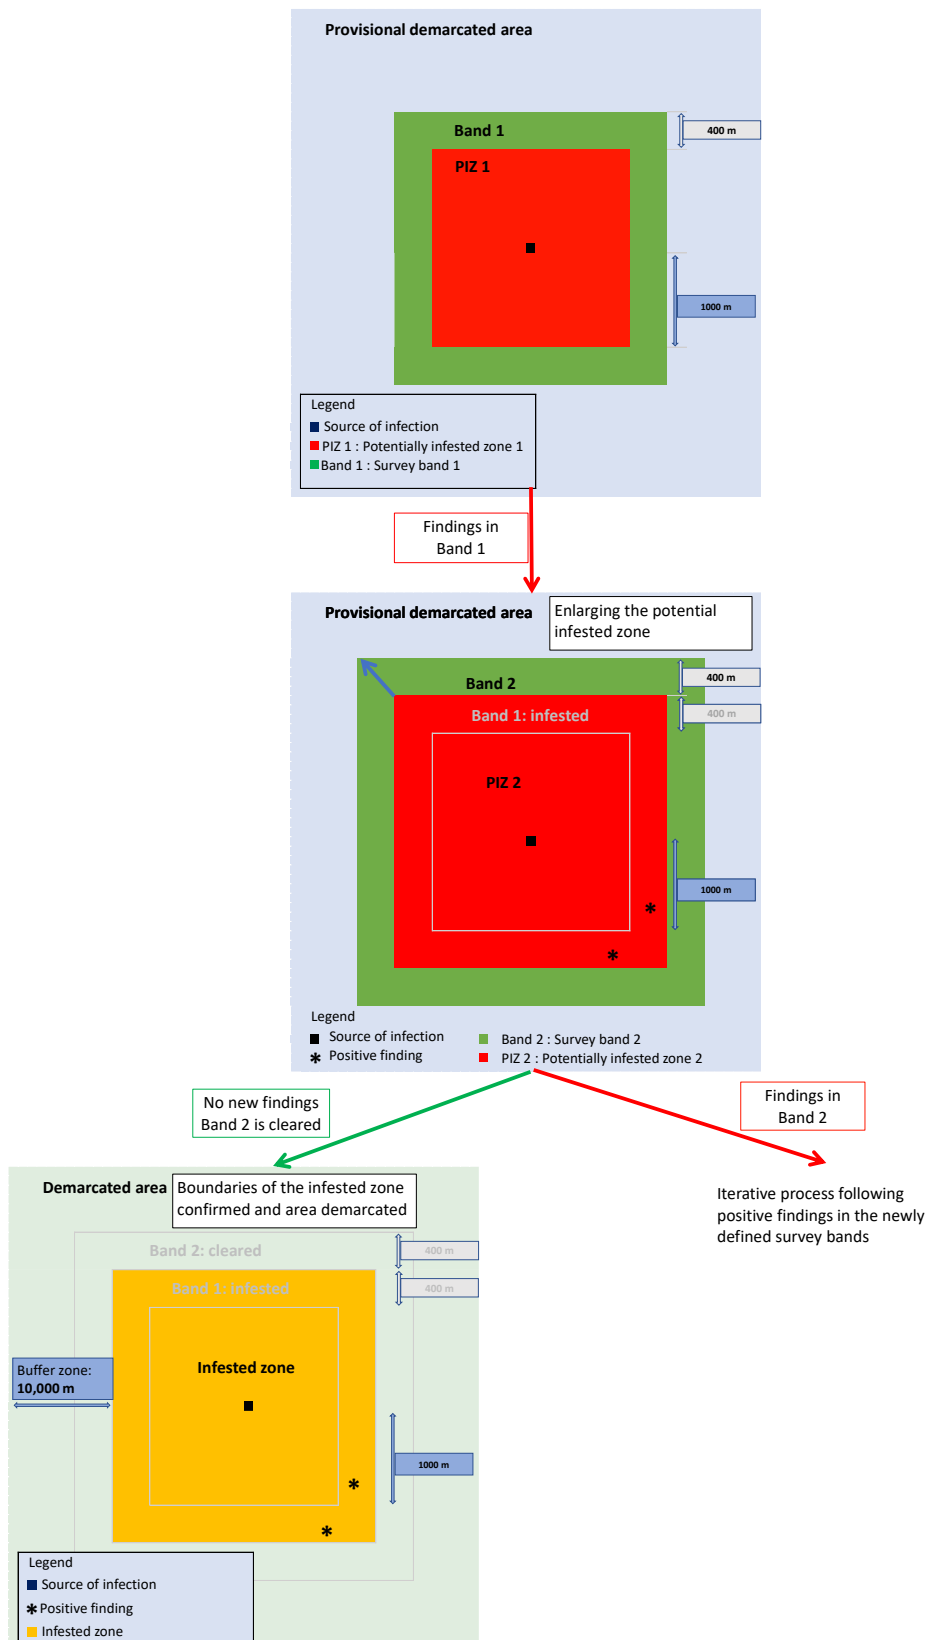 Provisional demarcated area
Band 1
400 m
PIZ 1
1000 m
Legend
Source of infection
PIZ 1 : Potentially infested zone 1
Band 1 : Survey band 1
Findings in
Band 1
Provisional demarcated area
Enlarging the potential
infested zone
Band 2
400 m
Band 1: infested
400 m
PIZ 2
1000 m
*
*
Legend
Source of infection
* Positive finding
Band 2 : Survey band 2
PIZ 2 : Potentially infested zone 2
No new findings
Band 2 is cleared
Findings in
Band 2
Demarcated area
Boundaries of the infested zone
confirmed and area demarcated
Iterative process following
positive findings in the newly
defined survey bands
Band 2: cleared
400 m
Band 1: infested
400 m
Infested zone
Buffer zone:
10,000 m
1000 m
*
*
Legend
Source of infection
* Positive finding
Infested zone